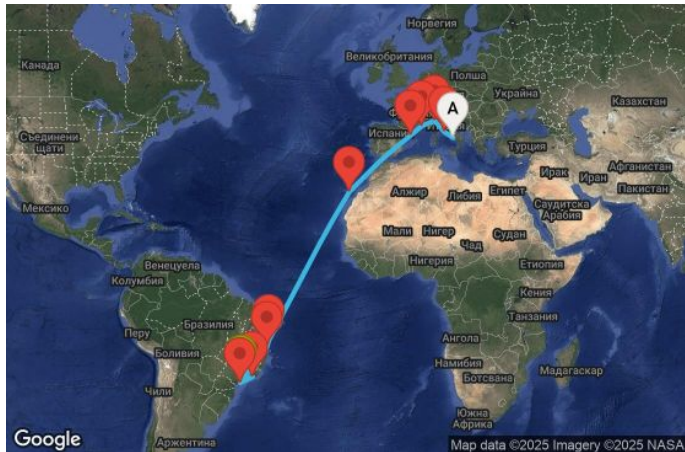 Норвегия
Канада
Великобритания
Полша
Украйна
Казахстан
Ф
A
Съединени
щати
Испани
Турция
Мексико
Алжир
Либия
Египет
Ирак
Иран
Афганистан
Пакистан
Саудитска
Арабия
Мали
Нигер
Чад
Судан
Нигерия
Етиопия
Венецуела
Колумбия
Кения
Танзания
Перу
Бразилия
Боливия
Ангола
Намибия
Ботсвана
Мадагаскар
Чили
Южна
Африка
Аржентина
Google
Map data ©2025 Imagery ©2025 NASA